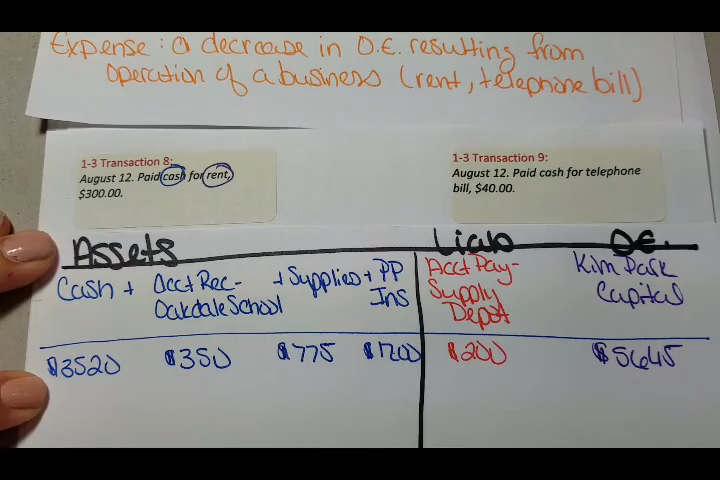 Expense: a decrease in O.E. resulting from
operation of a business (rent, telephone bill)
1-3 Transaction 8:
August 12. Paid cash for rent,
$300.00.
1-3 Transaction 9:
August 12. Paid cash for telephone
bill, $40.00.
Assets Liab O.E.
Cash + Acct Rec- + Supplies + PP Acct Pay- Kim Park
Oakdale School Ins Supply Capital
Depot
$3520 $350 $775 $1200 $200 $5645